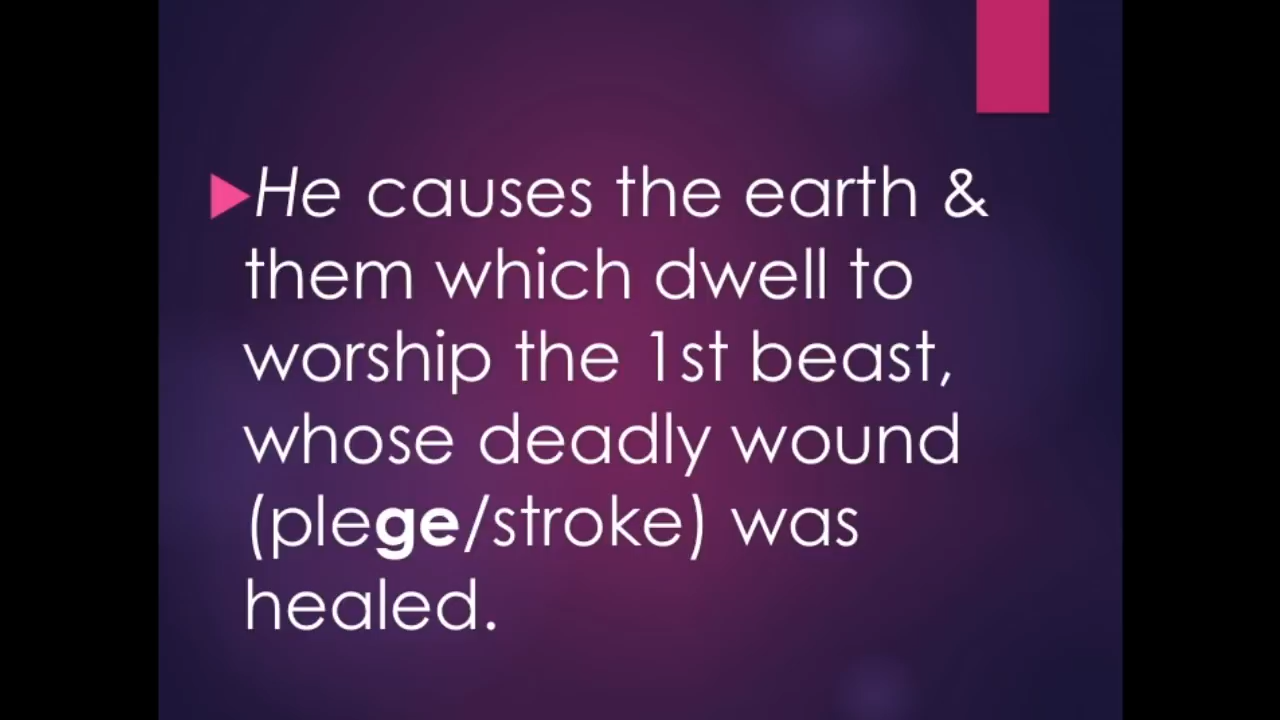 He causes the earth &
them which dwell to
worship the 1st beast,
whose deadly wound
(plege/stroke) was
healed.